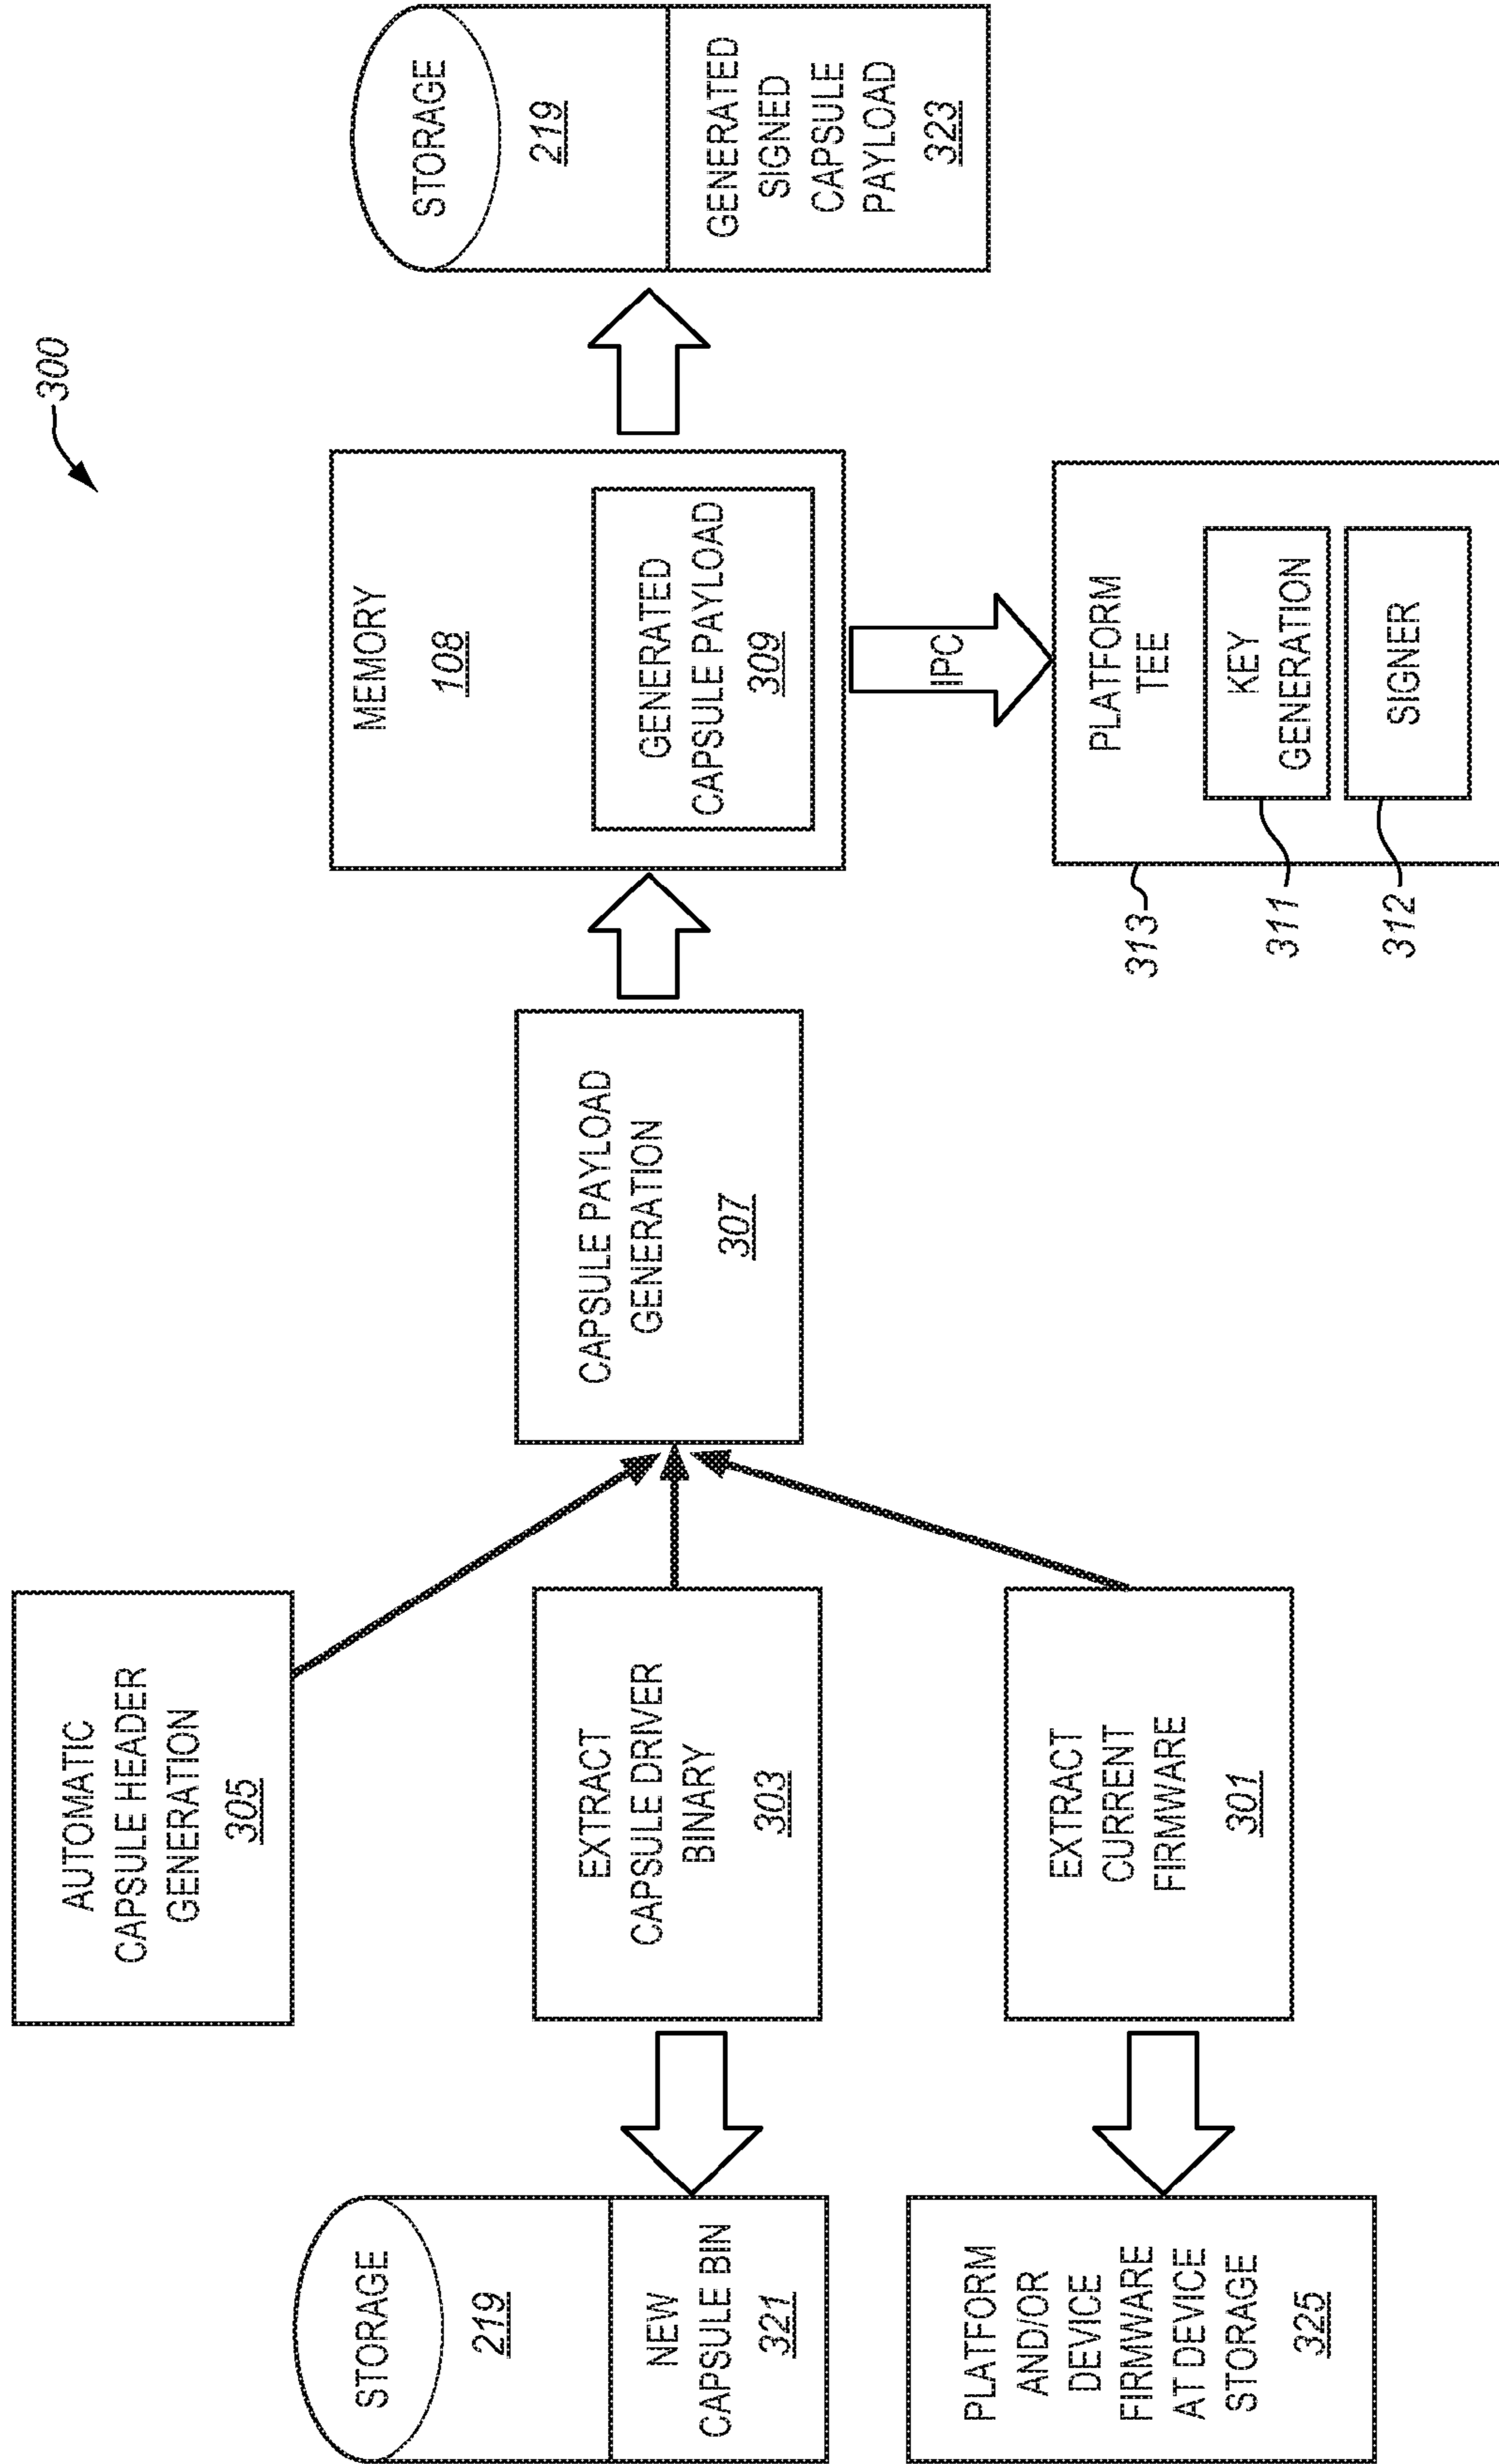 300
STORAGE
219
NEW
CAPSULE BIN
321
PLATFORM
AND/OR
DEVICE
FIRMWARE
AT DEVICE
STORAGE
325
AUTOMATIC
CAPSULE HEADER
GENERATION
305
EXTRACT
CAPSULE DRIVER
BINARY
303
EXTRACT
CURRENT
FIRMWARE
301
CAPSULE PAYLOAD
GENERATION
307
MEMORY
108
GENERATED
CAPSULE PAYLOAD
309
IPC
PLATFORM
TEE
KEY
GENERATION
SIGNER
313
311
312
STORAGE
219
GENERATED
SIGNED
CAPSULE
PAYLOAD
323